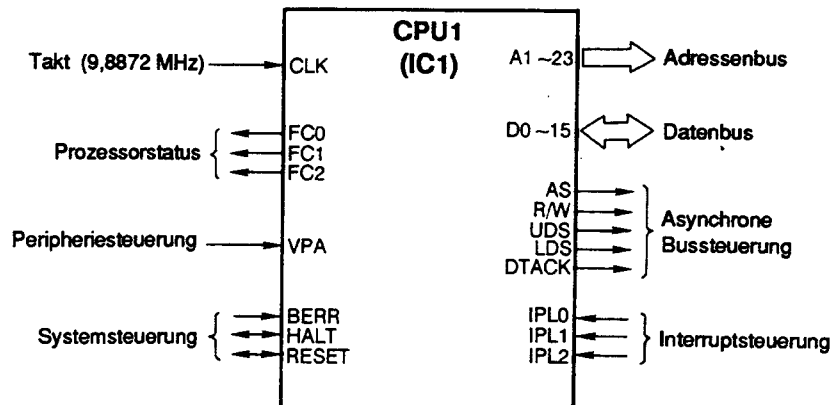 CPU1
(IC1)
Takt (9,8872 MHz)
CLK
A1 ~23
Adressenbus
FC0
FC1
FC2
Prozessorstatus
D0 ~15
Datenbus
Peripheriesteuerung
VPA
AS
R/W
UDS
LDS
DTACK
Asynchrone
Bussteuerung
Systemsteuerung
BERR
HALT
RESET
IPL0
IPL1
IPL2
Interruptsteuerung